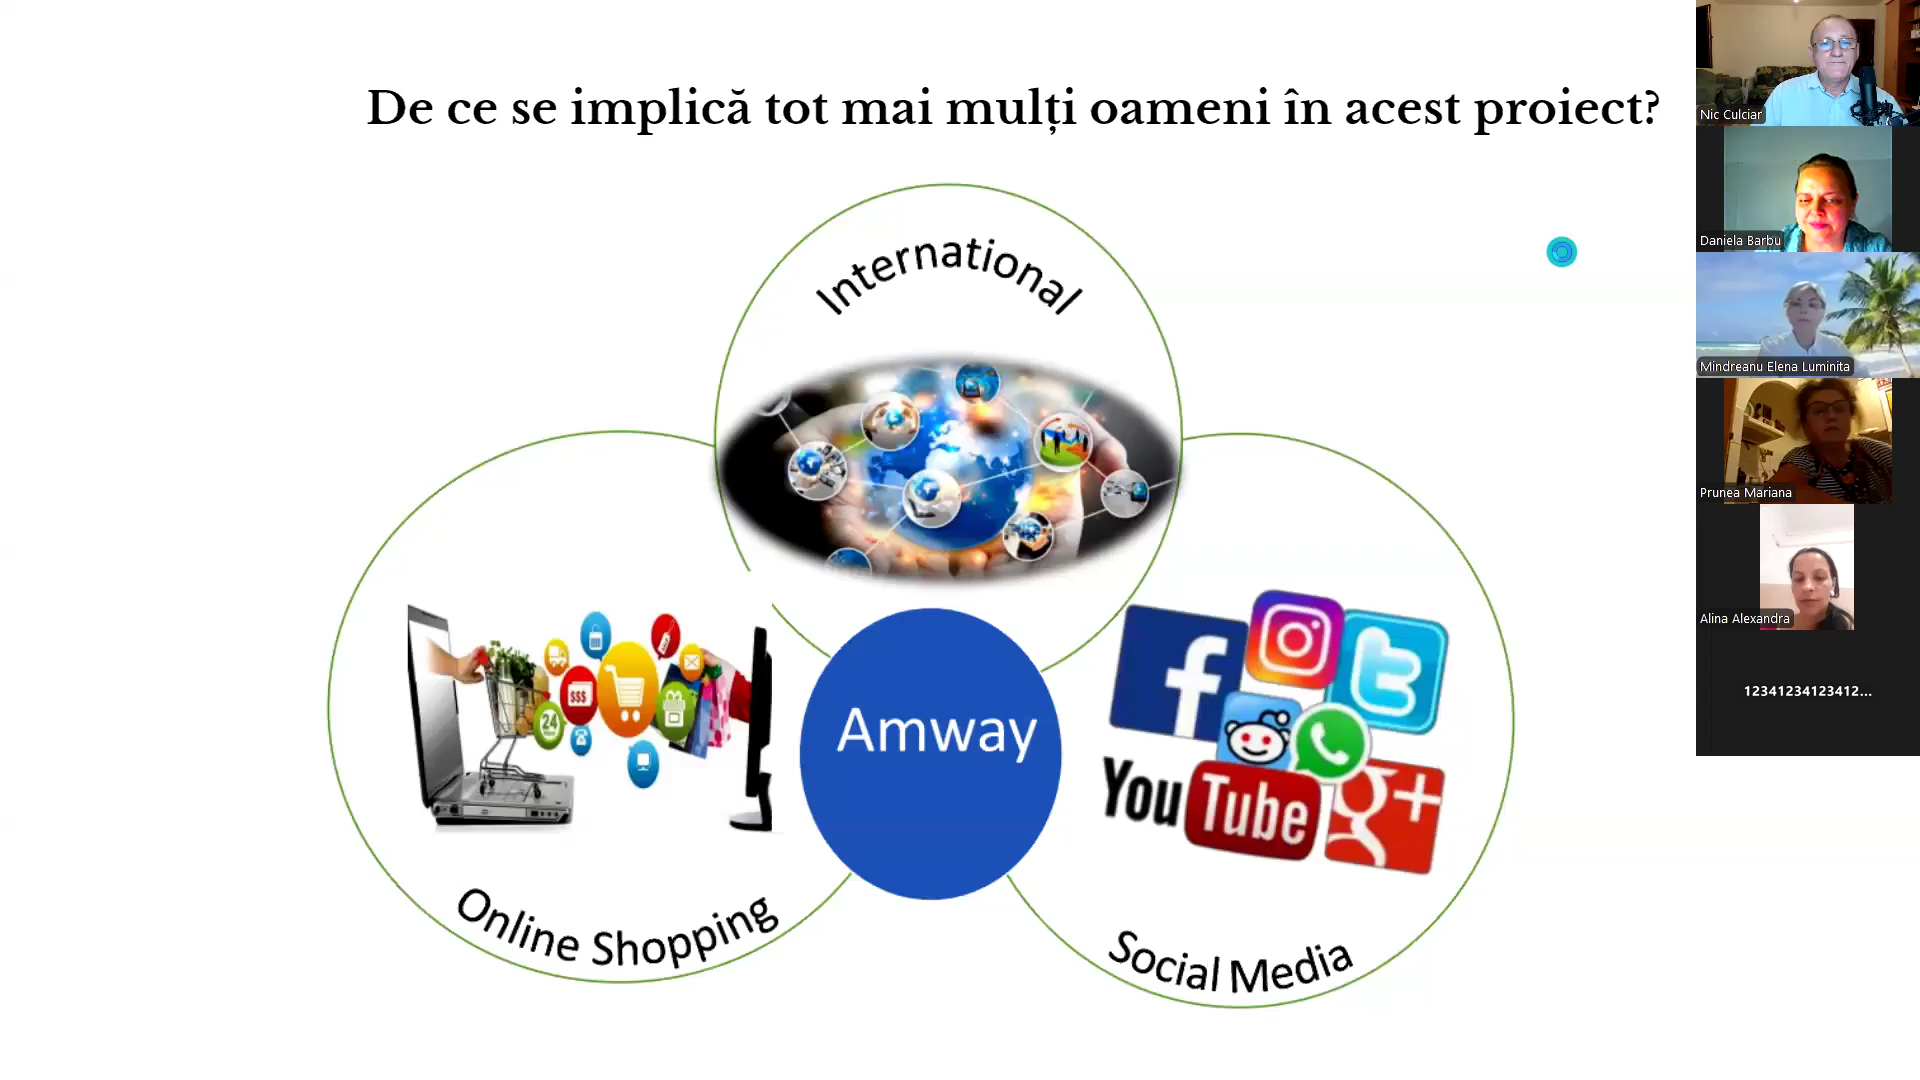 De ce se implică tot mai mulți oameni în acest proiect?
International
Amway
Online Shopping
Social Media
$$$
24
f
You Tube
g+
Nic Culciar
Daniela Barbu
Mindreanu Elena Luminita
Prunea Mariana
Alina Alexandra
12341234123412...